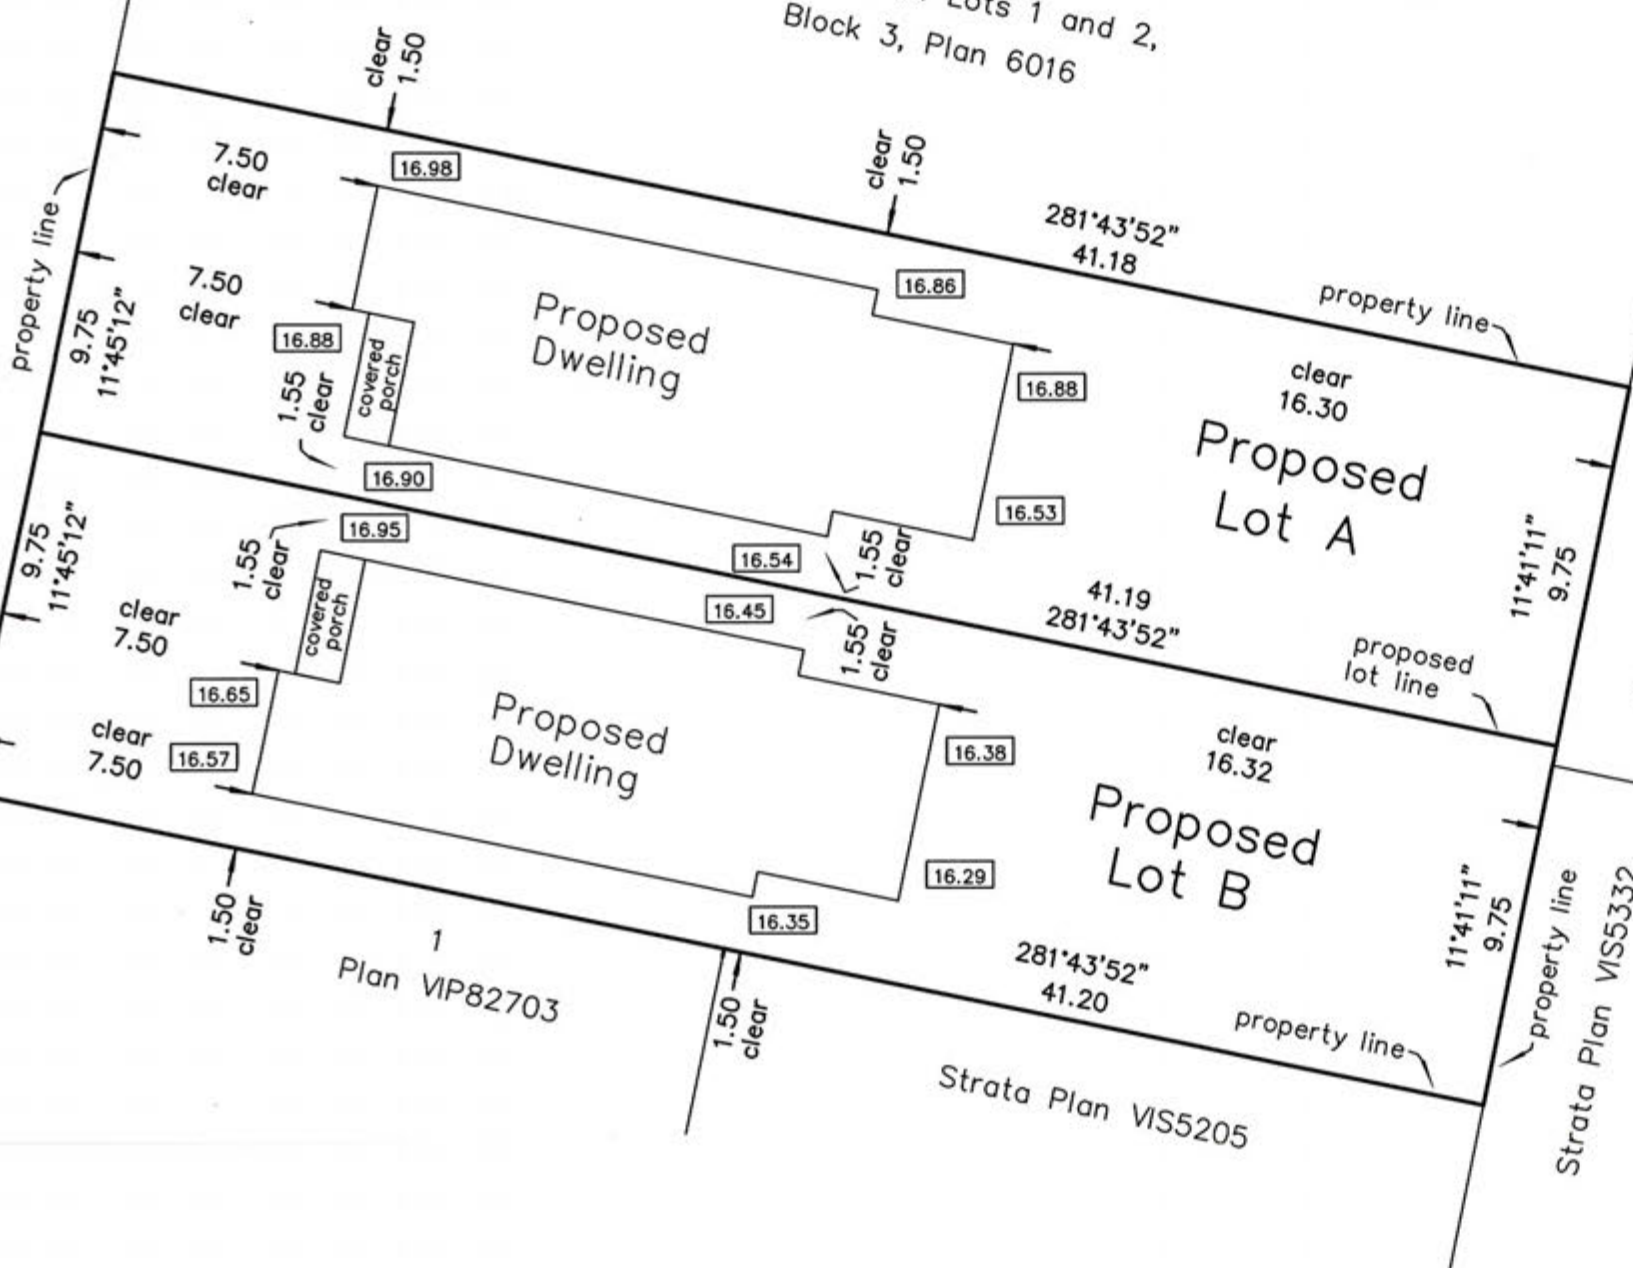 Lots 1 and 2,
Block 3, Plan 6016
clear
1.50
clear
1.50
7.50
clear
16.98
281°43'52"
41.18
property line
7.50
clear
16.86
property line
9.75
11°45'12"
16.88
covered
porch
Proposed
Dwelling
16.88
clear
16.30
Proposed
Lot A
1.55
clear
16.90
16.53
16.54
1.55
clear
11°41'11"
9.75
9.75
11°45'12"
1.55
clear
16.95
16.45
1.55
clear
41.19
281°43'52"
proposed
lot line
clear
7.50
covered
porch
16.65
Proposed
Dwelling
16.38
clear
16.32
clear
7.50
16.57
Proposed
Lot B
16.29
16.35
11°41'11"
9.75
property line
Strata Plan VIS5332
1.50
clear
1
Plan VIP82703
1.50
clear
281°43'52"
41.20
property line
Strata Plan VIS5205